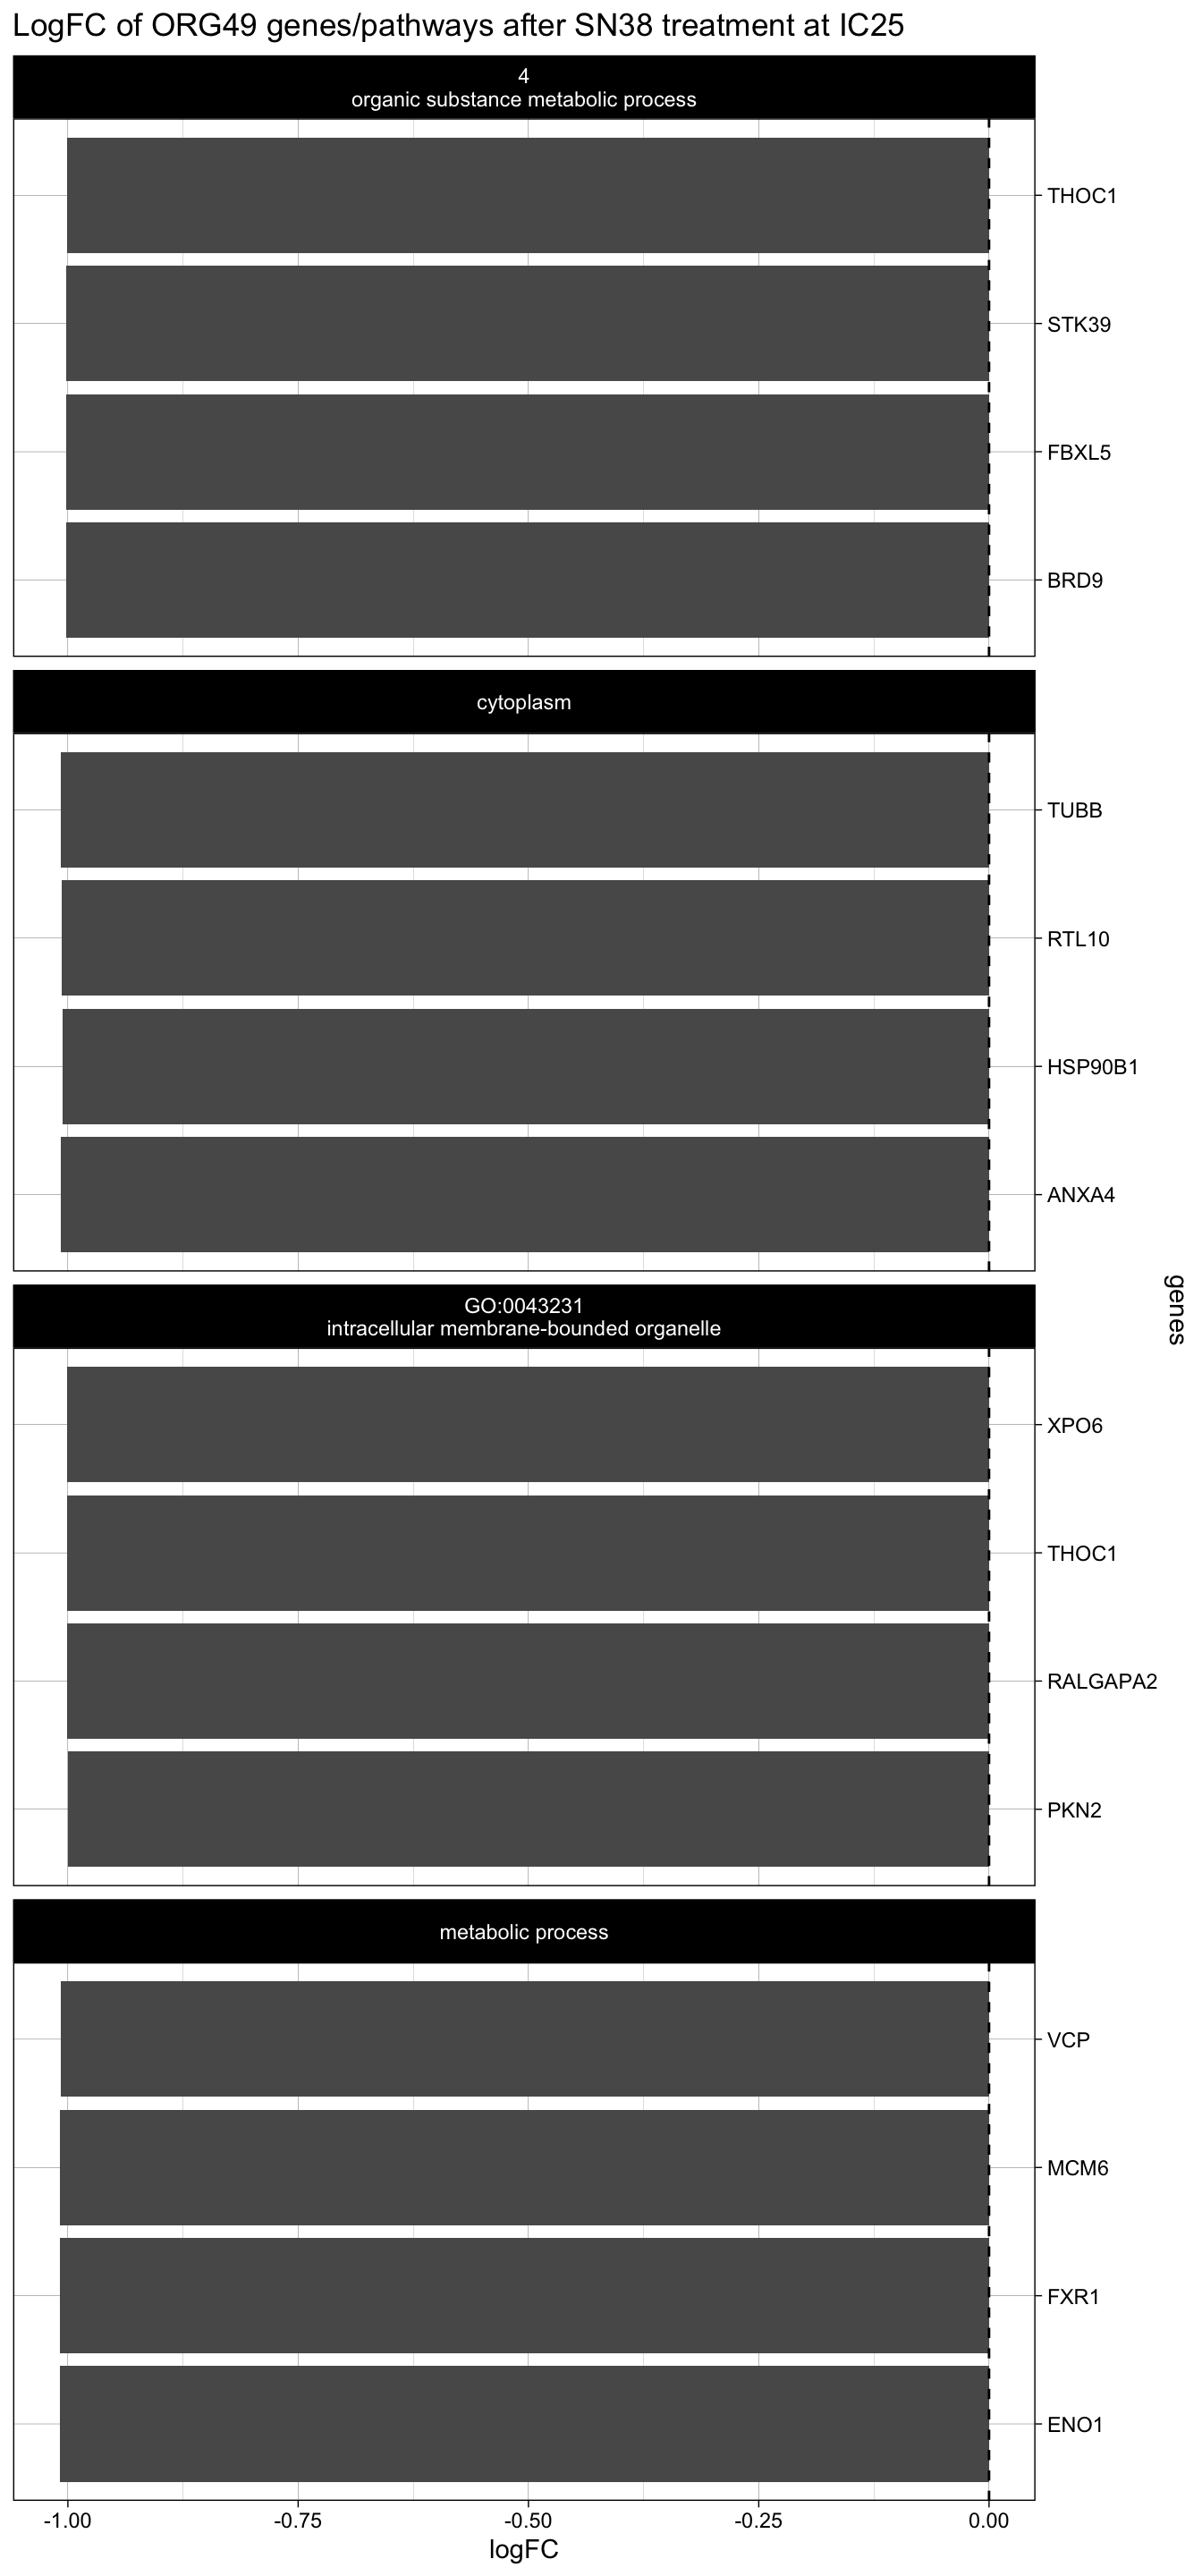 LogFC of ORG49 genes/pathways after SN38 treatment at IC25
4
organic substance metabolic process
THOC1
STK39
FBXL5
BRD9
cytoplasm
TUBB
RTL10
HSP90B1
ANXA4
GO:0043231
intracellular membrane-bounded organelle
XPO6
THOC1
RALGAPA2
PKN2
genes
metabolic process
VCP
MCM6
FXR1
ENO1
-1.00 -0.75 -0.50 -0.25 0.00
logFC